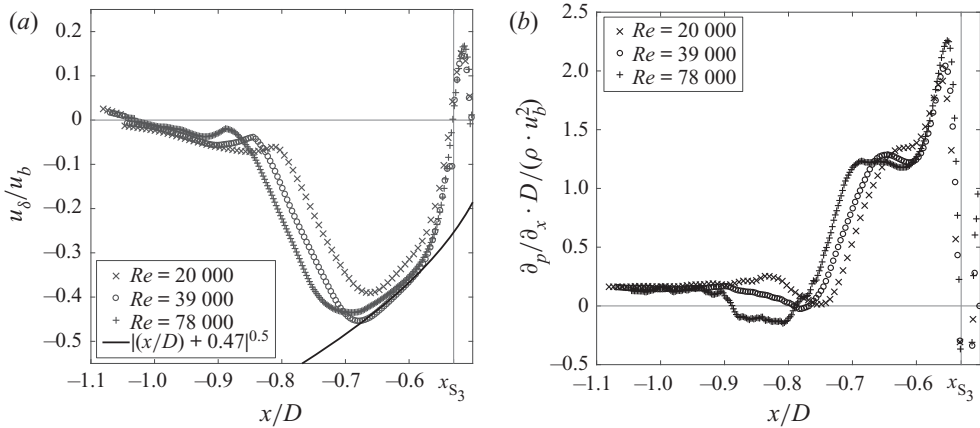 (a)
0.2
0.1
0
–0.1
–0.2
–0.3
–0.4
–0.5
u_δ/u_b
Re = 20 000
Re = 39 000
Re = 78 000
|(x/D) + 0.47|^0.5
–1.1
–1.0
–0.9
–0.8
–0.7
–0.6
x_S3
x/D
(b)
2.5
2.0
1.5
1.0
0.5
0
–0.5
∂_p/∂_x · D/(ρ · u_b^2)
Re = 20 000
Re = 39 000
Re = 78 000
–1.1
–1.0
–0.9
–0.8
–0.7
–0.6
x_S3
x/D